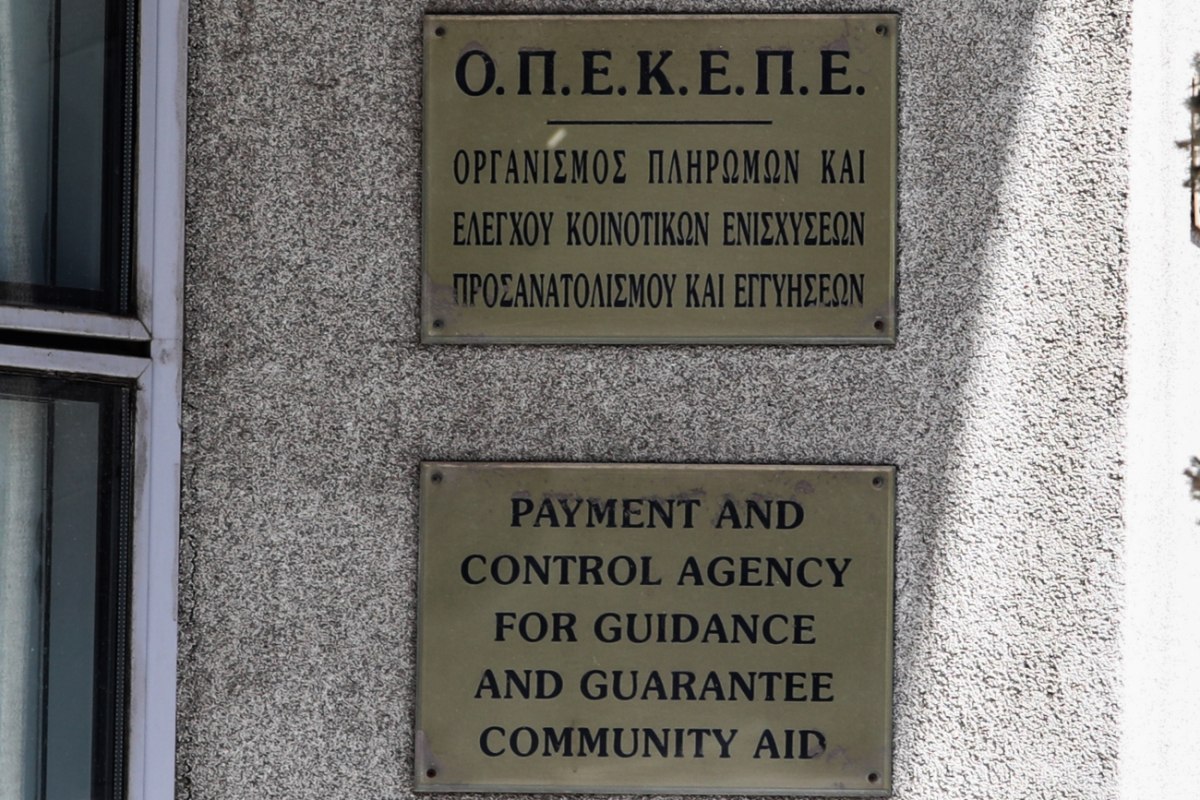 Ο.Π.Ε.Κ.Ε.Π.Ε.
ΟΡΓΑΝΙΣΜΟΣ ΠΛΗΡΩΜΩΝ ΚΑΙ
ΕΛΕΓΧΟΥ ΚΟΙΝΟΤΙΚΩΝ ΕΝΙΣΧΥΣΕΩΝ
ΠΡΟΣΑΝΑΤΟΛΙΣΜΟΥ ΚΑΙ ΕΓΓΥΗΣΕΩΝ
PAYMENT AND
CONTROL AGENCY
FOR GUIDANCE
AND GUARANTEE
COMMUNITY AID